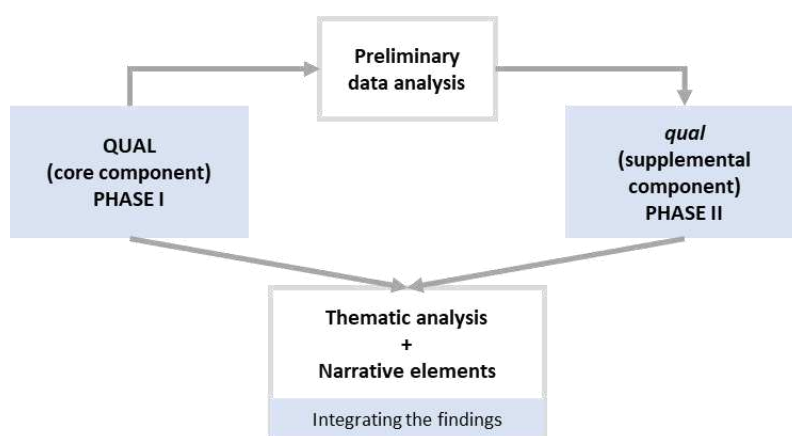 Preliminary
data analysis
QUAL
(core component)
PHASE I
qual
(supplemental
component)
PHASE II
Thematic analysis
+
Narrative elements
Integrating the findings